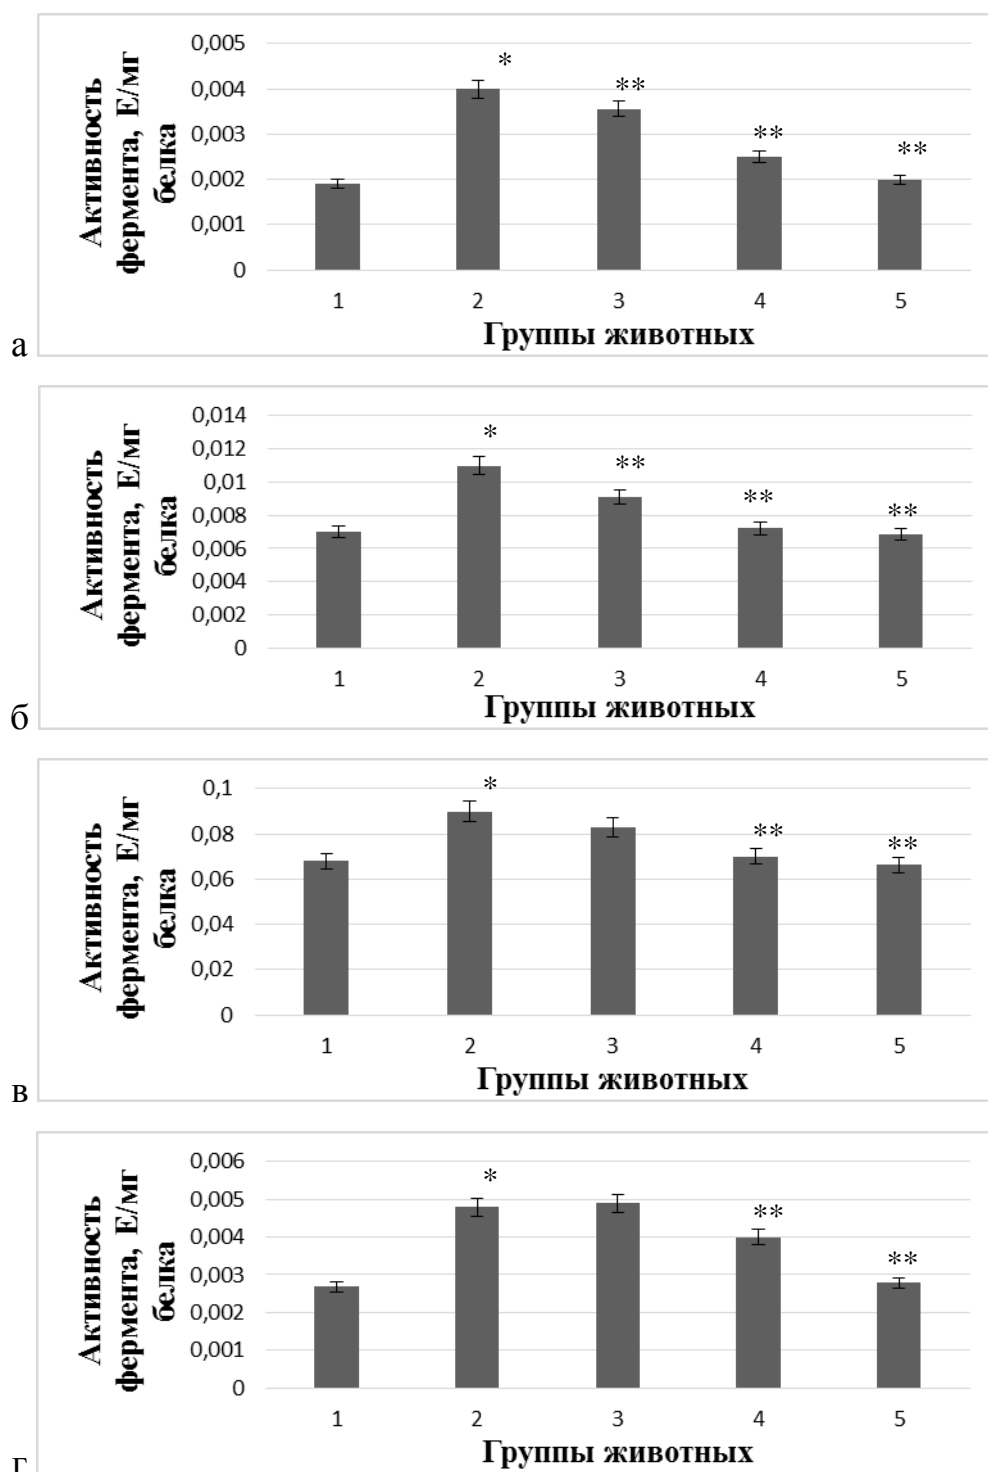 0,005
0,004
0,003
0,002
0,001
0
Активность
фермента, Е/мг
белка
*
**
**
**
1 2 3 4 5
Группы животных
а
0,014
0,012
0,01
0,008
0,006
0,004
0,002
0
Активность
фермента, Е/мг
белка
*
**
**
**
1 2 3 4 5
Группы животных
б
0,1
0,08
0,06
0,04
0,02
0
Активность
фермента, Е/мг
белка
*
**
**
1 2 3 4 5
Группы животных
в
0,006
0,005
0,004
0,003
0,002
0,001
0
Активность
фермента, Е/мг
белка
*
**
**
1 2 3 4 5
Группы животных
г